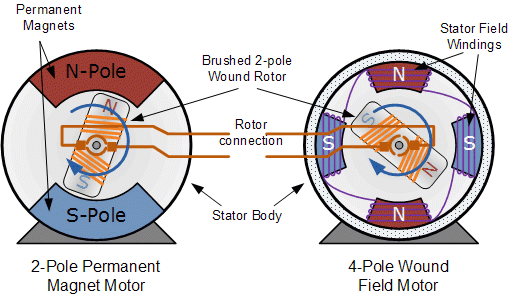 Permanent
Magnets
N-Pole
N
S
S-Pole
2-Pole Permanent
Magnet Motor
Brushed 2-pole
Wound Rotor
Rotor
connection
Stator Body
Stator Field
Windings
N
S
S
S
N
N
4-Pole Wound
Field Motor